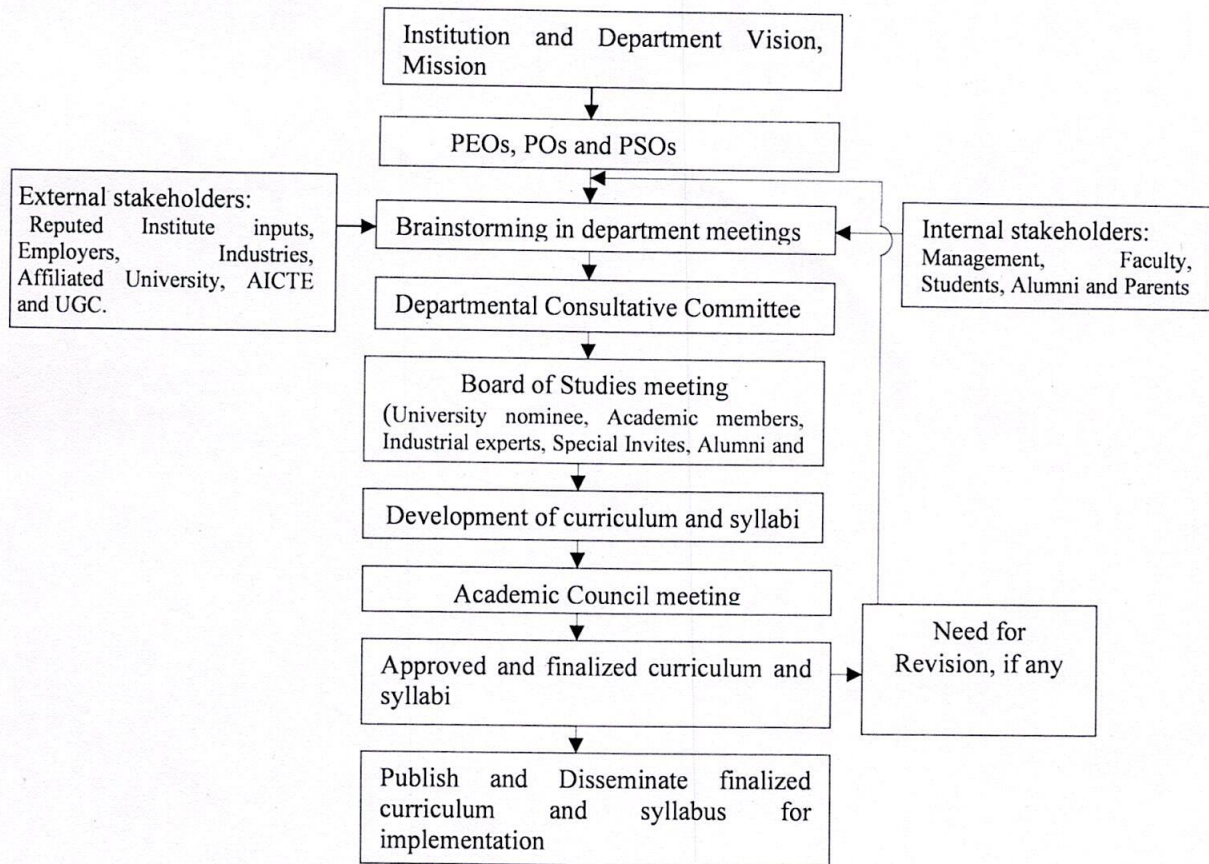 Institution and Department Vision,
Mission
PEOs, POs and PSOs
External stakeholders:
Reputed Institute inputs,
Employers, Industries,
Affiliated University, AICTE
and UGC.
Brainstorming in department meetings
Internal stakeholders:
Management, Faculty,
Students, Alumni and Parents
Departmental Consultative Committee
Board of Studies meeting
(University nominee, Academic members,
Industrial experts, Special Invites, Alumni and
Development of curriculum and syllabi
Academic Council meeting
Approved and finalized curriculum and
syllabi
Need for
Revision, if any
Publish and Disseminate finalized
curriculum and syllabus for
implementation